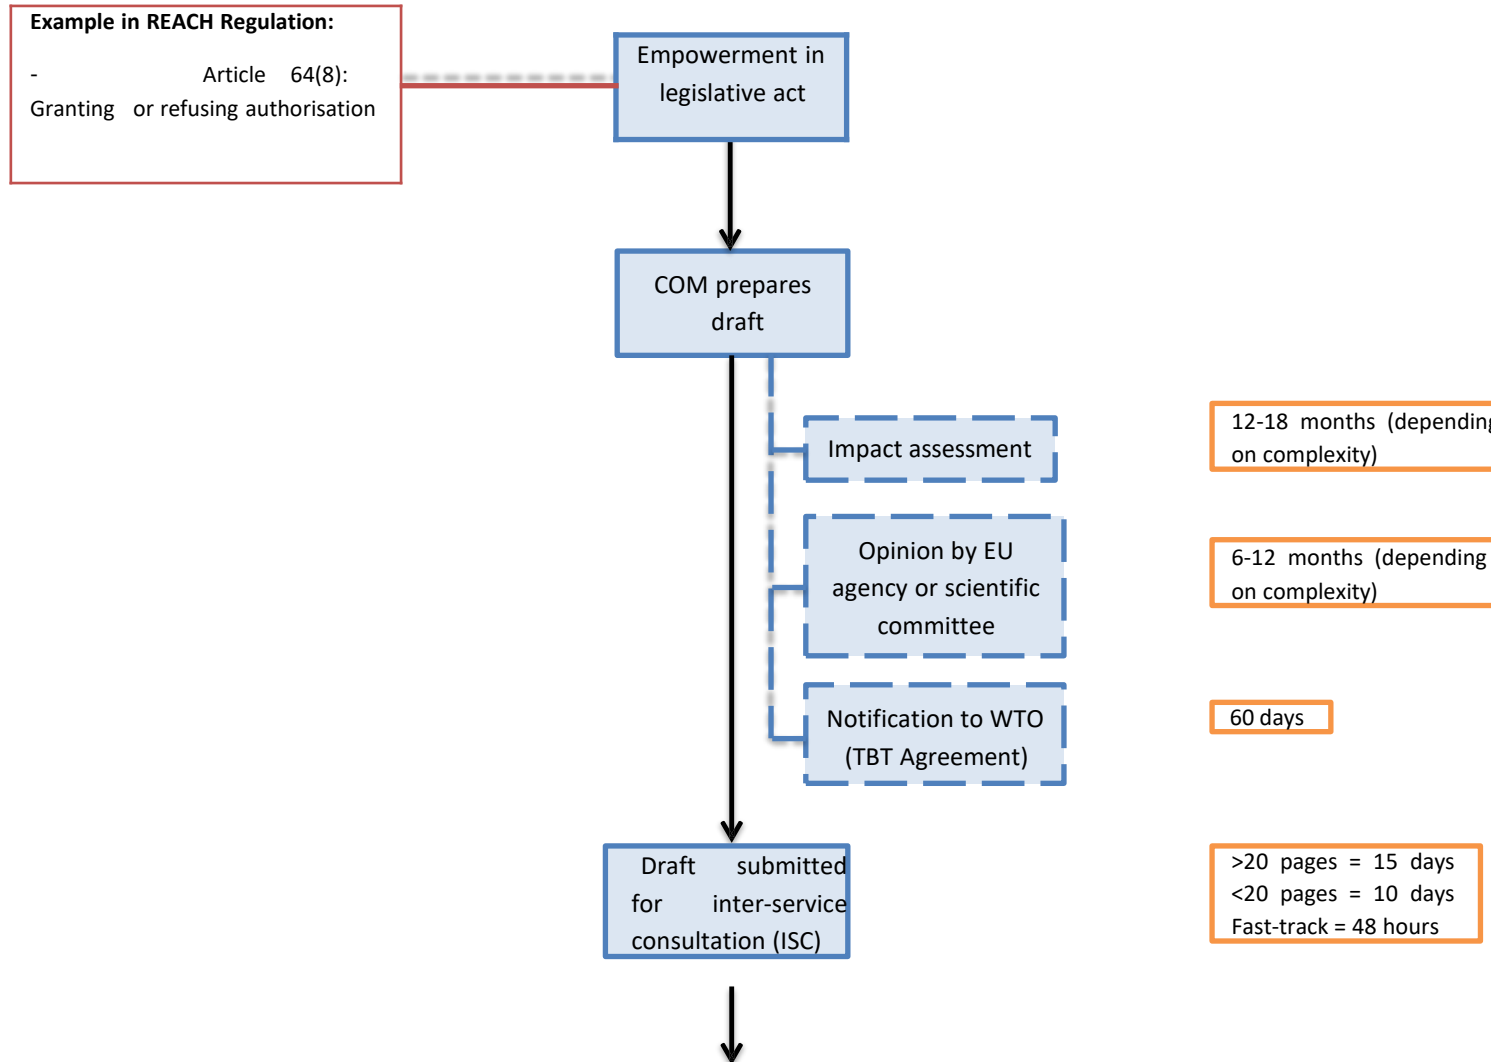 Example in REACH Regulation:
- Article 64(8):
Granting or refusing authorisation
Empowerment in
legislative act
COM prepares
draft
Impact assessment
12-18 months (depending
on complexity)
Opinion by EU
agency or scientific
committee
6-12 months (depending
on complexity)
Notification to WTO
(TBT Agreement)
60 days
Draft submitted
for inter-service
consultation (ISC)
>20 pages = 15 days
<20 pages = 10 days
Fast-track = 48 hours